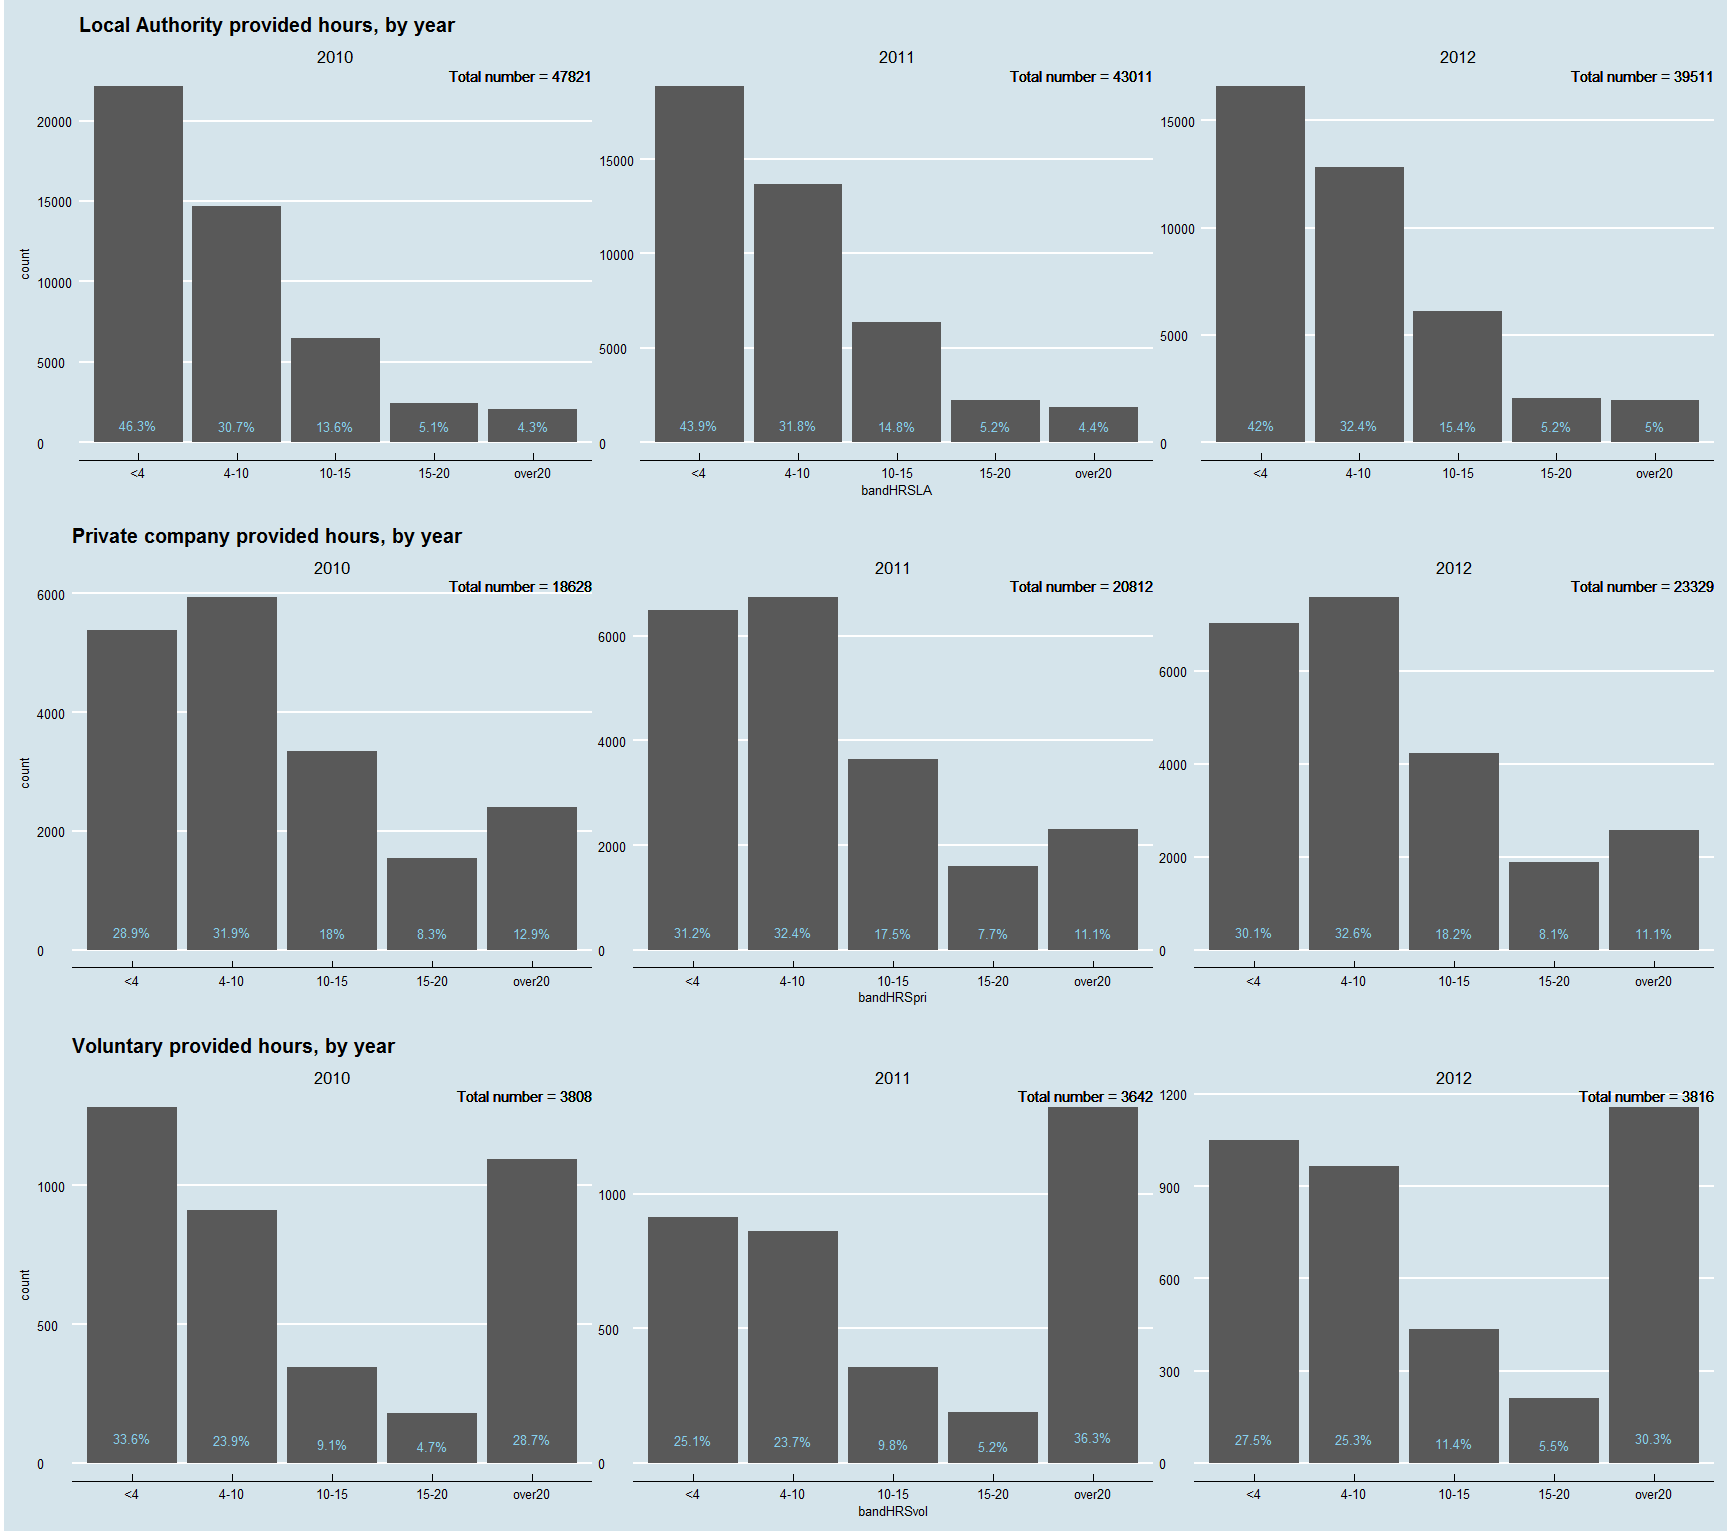 Local Authority provided hours, by year
2010 2011 2012
Total number = 47821 Total number = 43011 Total number = 39511
count
20000
15000
10000
5000
0
46.3% 30.7% 13.6% 5.1% 4.3%
<4 4-10 10-15 15-20 over20
15000
10000
5000
0
43.9% 31.8% 14.8% 5.2% 4.4%
<4 4-10 10-15 15-20 over20
15000
10000
5000
0
42% 32.4% 15.4% 5.2% 5%
<4 4-10 10-15 15-20 over20
bandHRSLA
Private company provided hours, by year
2010 2011 2012
Total number = 18628 Total number = 20812 Total number = 23329
count
6000
4000
2000
0
28.9% 31.9% 18% 8.3% 12.9%
<4 4-10 10-15 15-20 over20
6000
4000
2000
0
31.2% 32.4% 17.5% 7.7% 11.1%
<4 4-10 10-15 15-20 over20
6000
4000
2000
0
30.1% 32.6% 18.2% 8.1% 11.1%
<4 4-10 10-15 15-20 over20
bandHRSpri
Voluntary provided hours, by year
2010 2011 2012
Total number = 3808 Total number = 3642 Total number = 3816
count
1000
500
0
33.6% 23.9% 9.1% 4.7% 28.7%
<4 4-10 10-15 15-20 over20
1000
500
0
25.1% 23.7% 9.8% 5.2% 36.3%
<4 4-10 10-15 15-20 over20
1200
900
600
300
0
27.5% 25.3% 11.4% 5.5% 30.3%
<4 4-10 10-15 15-20 over20
bandHRSvol